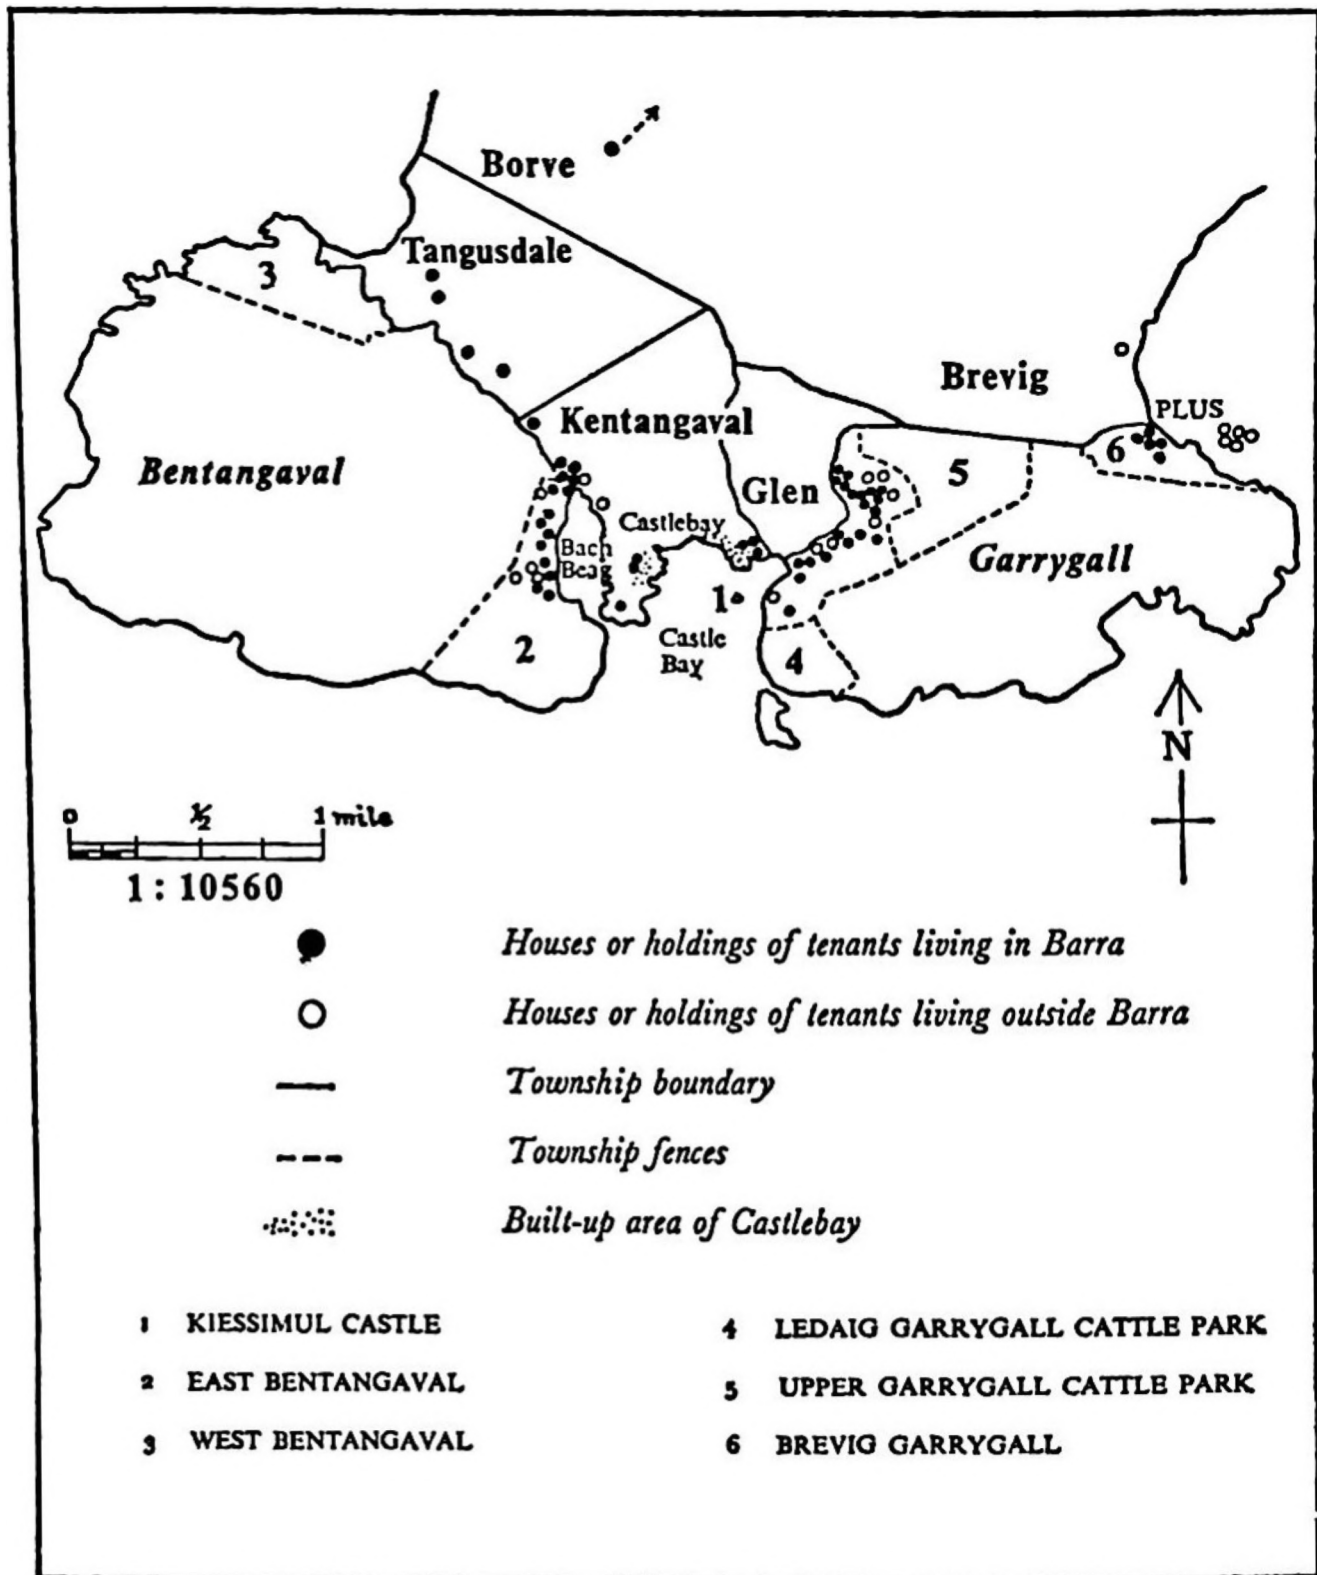 Borve
Tangusdale
3
Brevig
PLUS
Kentangaval
6
Bentangaval
5
Glen
Castlebay
Bach
Beag
Garrygall
1
2
Castle
Bay
4
N
0 ½ 1 mile
1 : 10560
Houses or holdings of tenants living in Barra
Houses or holdings of tenants living outside Barra
Township boundary
Township fences
Built-up area of Castlebay
1 KIESSIMUL CASTLE
2 EAST BENTANGAVAL
3 WEST BENTANGAVAL
4 LEDAIG GARRYGALL CATTLE PARK
5 UPPER GARRYGALL CATTLE PARK
6 BREVIG GARRYGALL